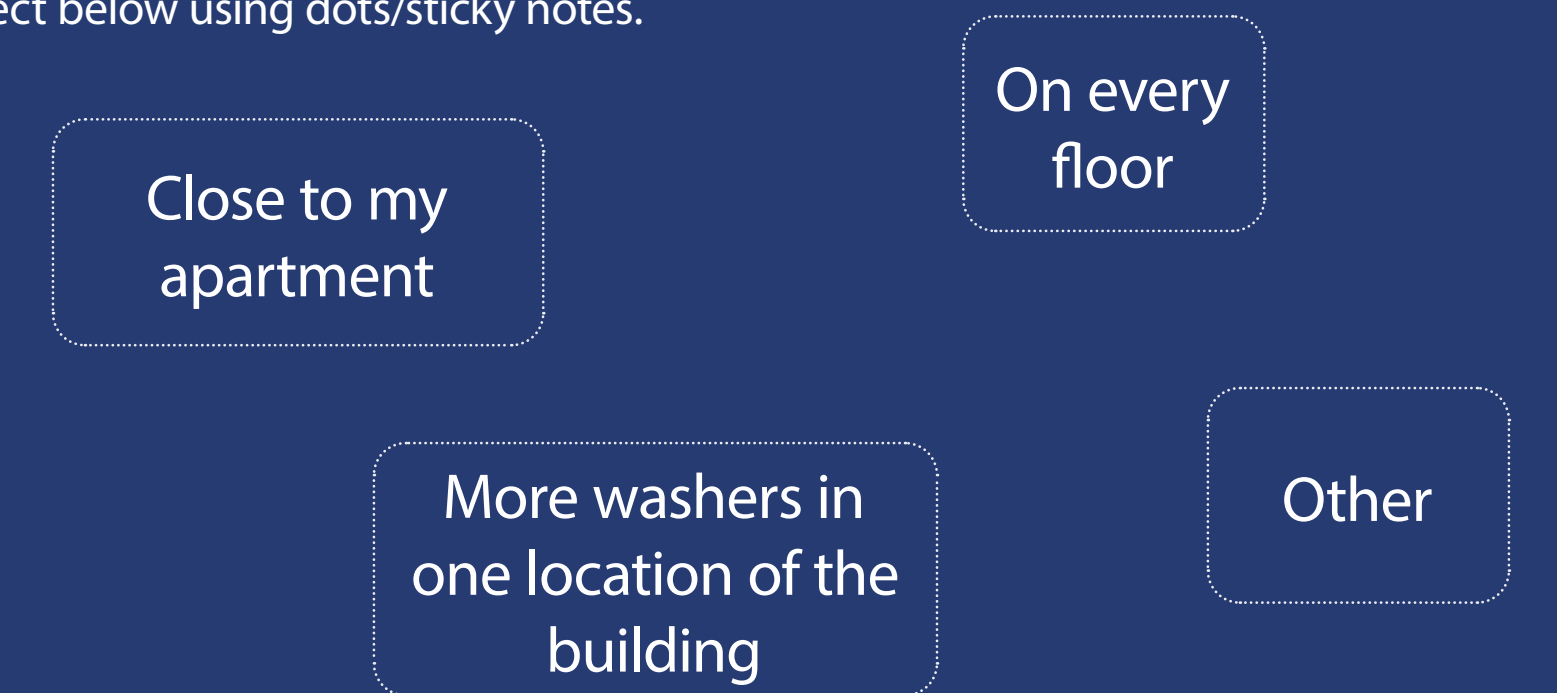 below using dots/sticky notes.
On every
floor
Close to my
apartment
More washers in
one location of the
building
Other